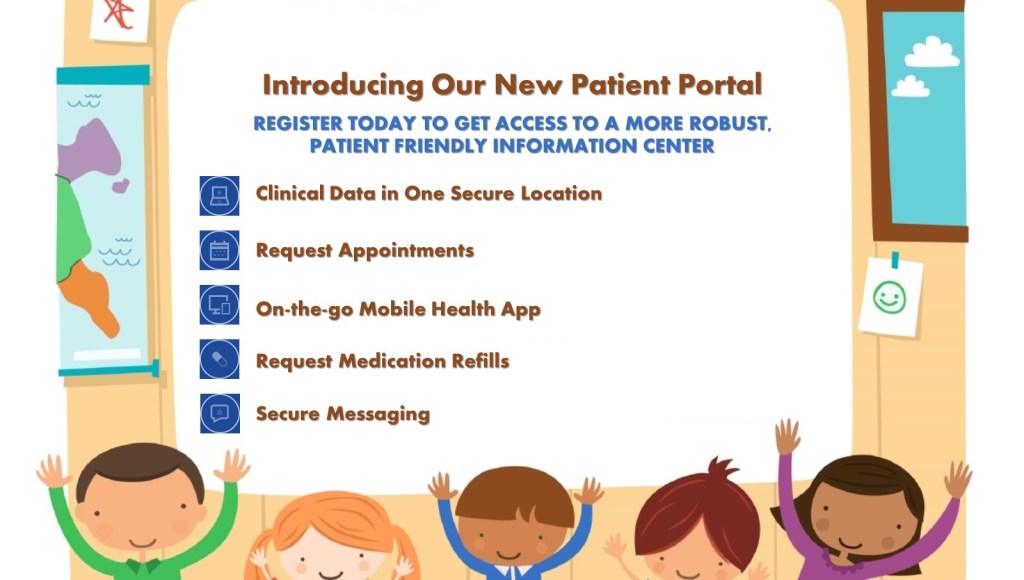 Introducing Our New Patient Portal
REGISTER TODAY TO GET ACCESS TO A MORE ROBUST,
PATIENT FRIENDLY INFORMATION CENTER
Clinical Data in One Secure Location
Request Appointments
On-the-go Mobile Health App
Request Medication Refills
Secure Messaging